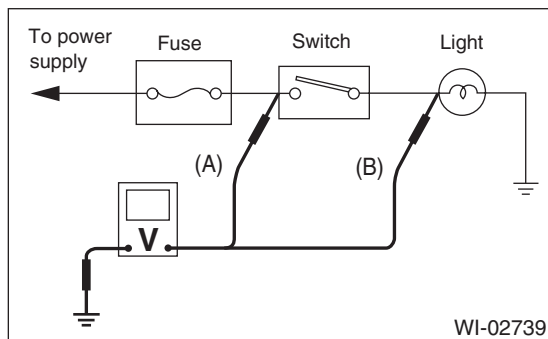 To power
supply
Fuse
Switch
Light
(A)
(B)
V
WI-02739